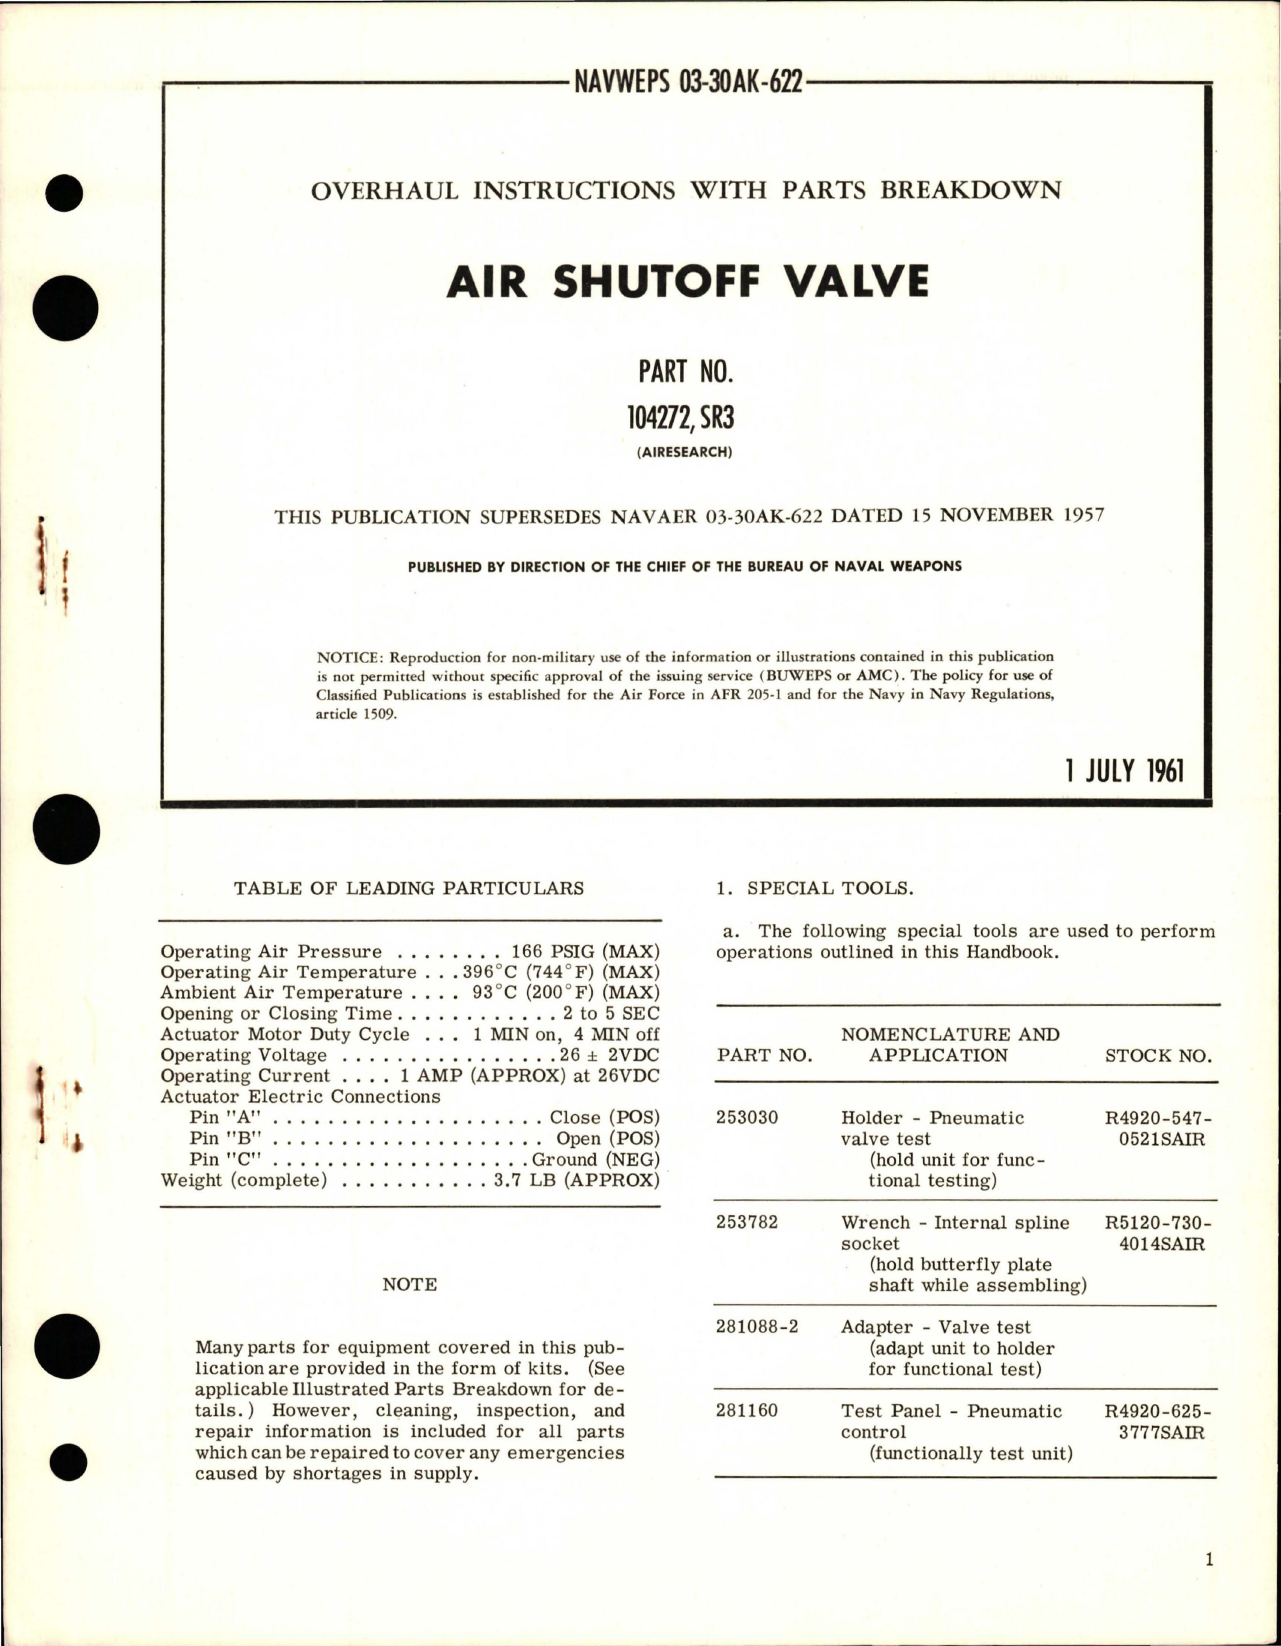 NAVWEPS 03-30AK-622
OVERHAUL INSTRUCTIONS WITH PARTS BREAKDOWN
AIR SHUTOFF VALVE
PART NO.
104272, SR3
(AIRESEARCH)
THIS PUBLICATION SUPERSEDES NAVAER 03-30AK-622 DATED 15 NOVEMBER 1957
PUBLISHED BY DIRECTION OF THE CHIEF OF THE BUREAU OF NAVAL WEAPONS
NOTICE: Reproduction for non-military use of the information or illustrations contained in this publication
is not permitted without specific approval of the issuing service (BUWEPS or AMC). The policy for use of
Classified Publications is established for the Air Force in AFR 205-1 and for the Navy in Navy Regulations,
article 1509.
1 JULY 1961
TABLE OF LEADING PARTICULARS
Operating Air Pressure . . . . . . . . 166 PSIG (MAX)
Operating Air Temperature . . . 396°C (744°F) (MAX)
Ambient Air Temperature . . . . 93°C (200°F) (MAX)
Opening or Closing Time . . . . . . . . . . . . 2 to 5 SEC
Actuator Motor Duty Cycle . . . 1 MIN on, 4 MIN off
Operating Voltage . . . . . . . . . . . . . . . . 26 ± 2VDC
Operating Current . . . . 1 AMP (APPROX) at 26VDC
Actuator Electric Connections
Pin "A" . . . . . . . . . . . . . . . . . . . . Close (POS)
Pin "B" . . . . . . . . . . . . . . . . . . . . Open (POS)
Pin "C" . . . . . . . . . . . . . . . . . . . Ground (NEG)
Weight (complete) . . . . . . . . . . . 3.7 LB (APPROX)
NOTE
Many parts for equipment covered in this pub-
lication are provided in the form of kits. (See
applicable Illustrated Parts Breakdown for de-
tails.) However, cleaning, inspection, and
repair information is included for all parts
which can be repaired to cover any emergencies
caused by shortages in supply.
1. SPECIAL TOOLS.
a. The following special tools are used to perform
operations outlined in this Handbook.
NOMENCLATURE AND
PART NO. APPLICATION STOCK NO.
253030 Holder - Pneumatic R4920-547-
valve test 0521SAIR
(hold unit for func-
tional testing)
253782 Wrench - Internal spline R5120-730-
socket 4014SAIR
(hold butterfly plate
shaft while assembling)
281088-2 Adapter - Valve test
(adapt unit to holder
for functional test)
281160 Test Panel - Pneumatic R4920-625-
control 3777SAIR
(functionally test unit)
1